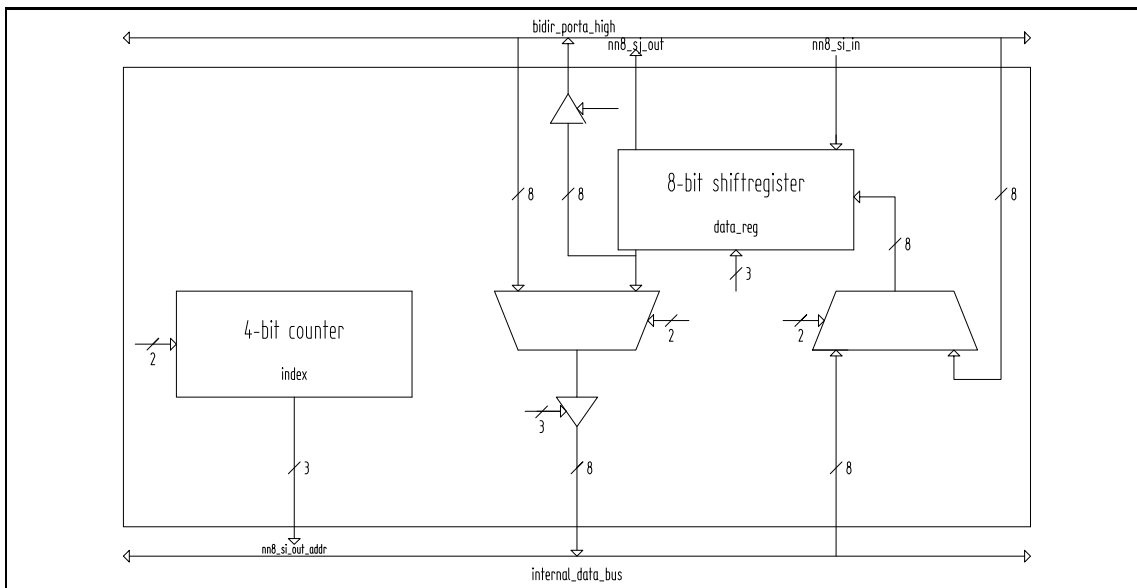 bidir_porta_high
nn8_si_out
nn8_si_in
8
8
8-bit shiftregister
8
data_reg
8
3
4-bit counter
2
2
2
index
3
3
8
8
nn8_si_out_addr
internal_data_bus